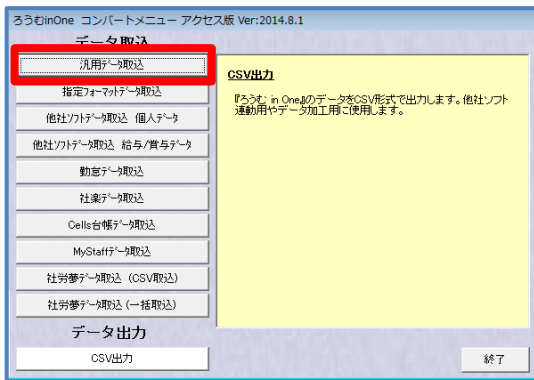 ろうむinOne コンバートメニュー アクセス版 Ver:2014.8.1
データ取込
汎用ﾃﾞｰﾀ取込
指定ﾌｫｰﾏｯﾄﾃﾞｰﾀ取込
他社ｿﾌﾄﾃﾞｰﾀ取込 個人ﾃﾞｰﾀ
他社ｿﾌﾄﾃﾞｰﾀ取込 給与/賞与ﾃﾞｰﾀ
勤怠ﾃﾞｰﾀ取込
社楽ﾃﾞｰﾀ取込
Cells台帳ﾃﾞｰﾀ取込
MyStaffﾃﾞｰﾀ取込
社労夢ﾃﾞｰﾀ取込 (CSV取込)
社労夢ﾃﾞｰﾀ取込 (一括取込)
データ出力
CSV出力
CSV出力
『ろうむ in One』のデータをCSV形式で出力します。他社ソフト
連動用やデータ加工用に使用します。
終了